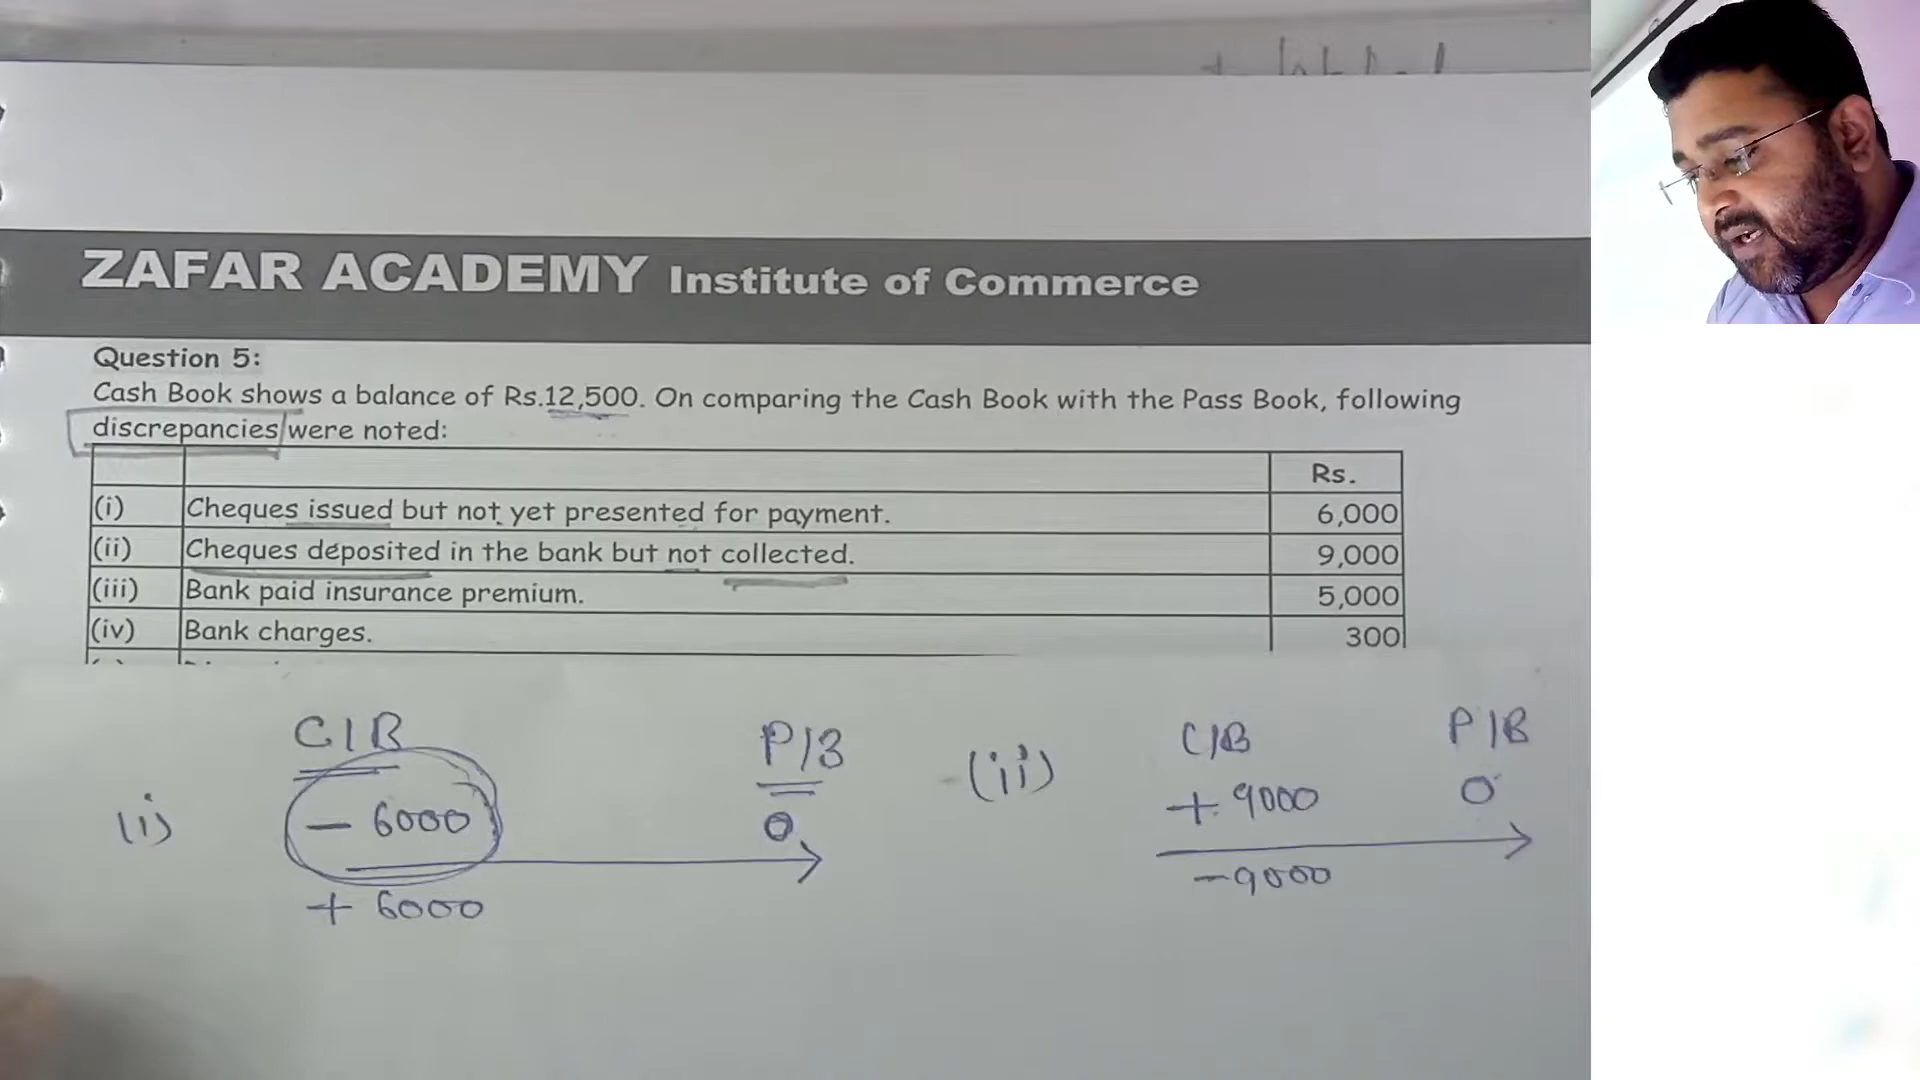 ZAFAR ACADEMY Institute of Commerce
Question 5:
Cash Book shows a balance of Rs.12,500. On comparing the Cash Book with the Pass Book, following
discrepancies were noted:
Rs.
(i) Cheques issued but not yet presented for payment. 6,000
(ii) Cheques deposited in the bank but not collected. 9,000
(iii) Bank paid insurance premium. 5,000
(iv) Bank charges. 300
C/B P/B
(i) - 6000 0
+ 6000
(ii) C/B P/B
+ 9000 0
- 9000